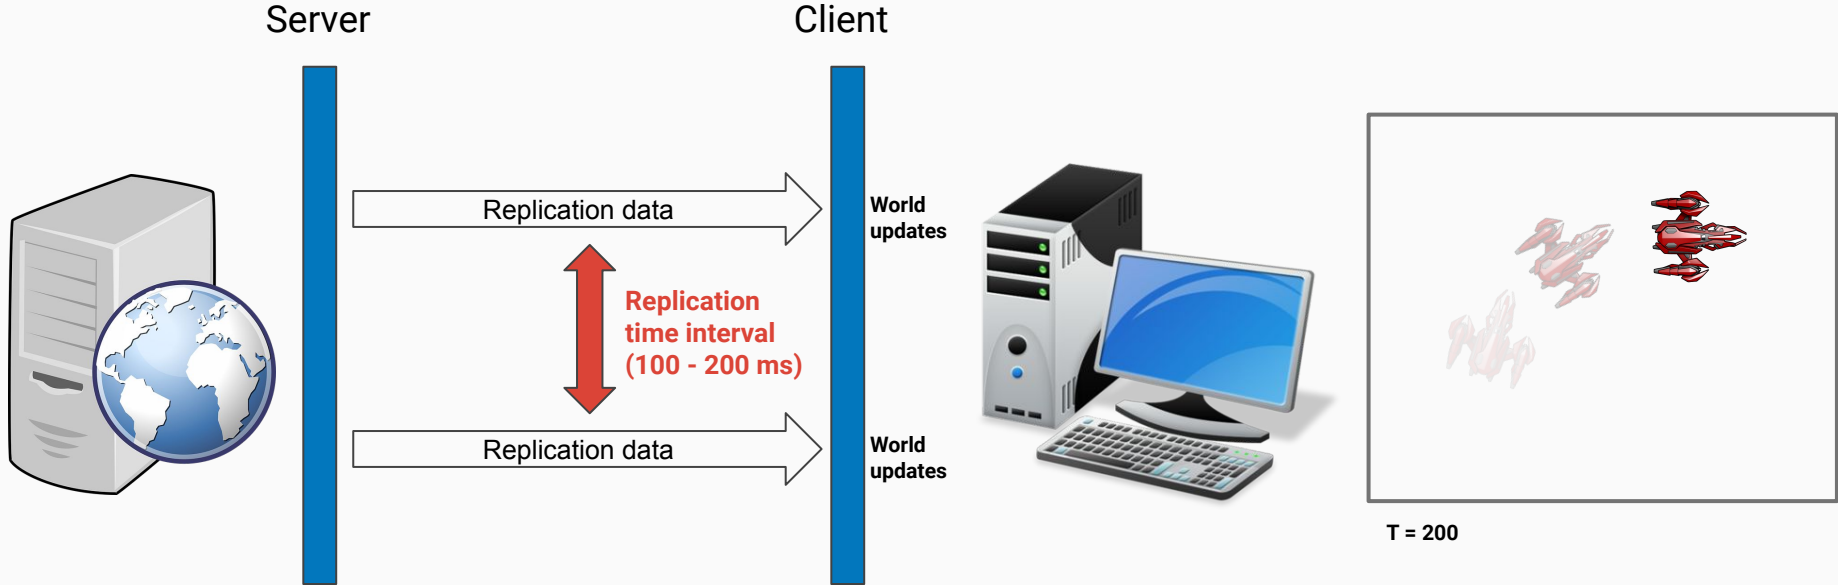 Server
Client
Replication data
World
updates
Replication
time interval
(100 - 200 ms)
Replication data
World
updates
T = 200